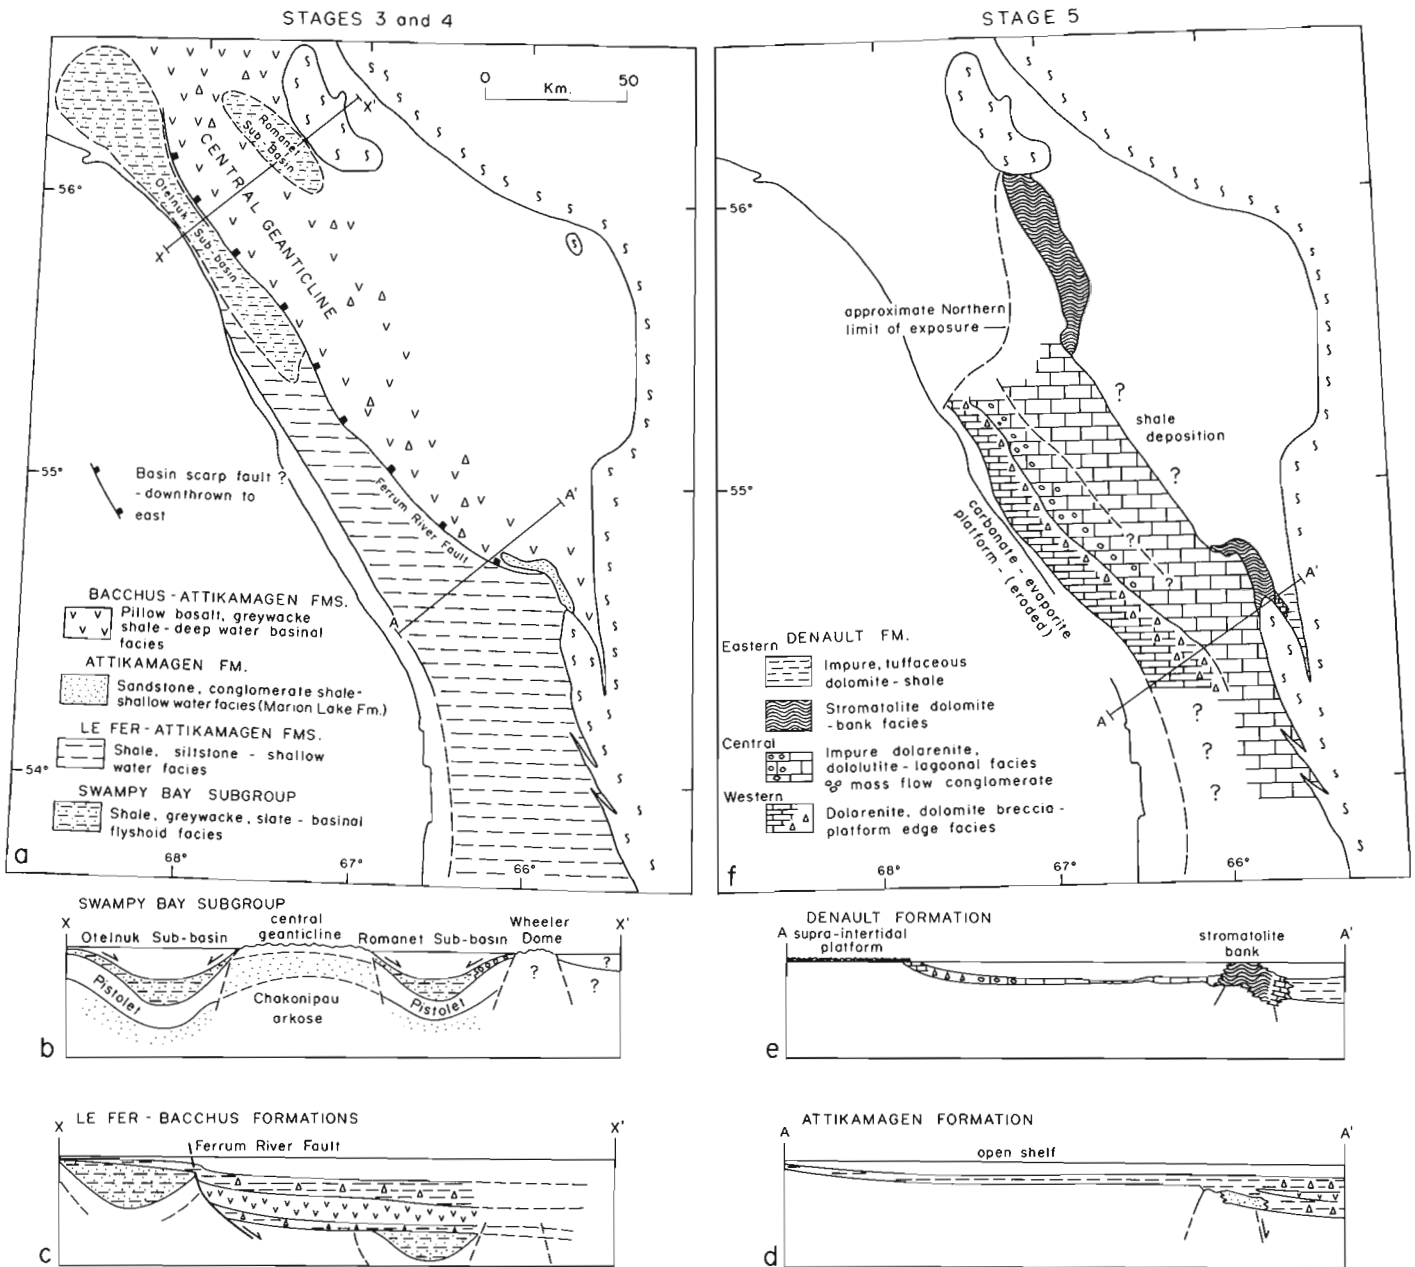 STAGES 3 and 4
0 50
Km.
X'
Romanet
Sub-Basin
CENTRAL GEANTICLINE
56°
Otelnuk Sub-basin
X
55°
Basin scarp fault ?
- downthrown to
east
Ferrum River Fault
A'
A
BACCHUS-ATTIKAMAGEN FMS.
Pillow basalt, greywacke
shale-deep water basinal
facies
ATTIKAMAGEN FM.
Sandstone, conglomerate shale-
shallow water facies (Marion Lake Fm.)
LE FER-ATTIKAMAGEN FMS.
Shale, siltstone - shallow
water facies
54°
SWAMPY BAY SUBGROUP
Shale, greywacke, slate - basinal
flyshoid facies
a
68° 67° 66°
STAGE 5
56°
approximate Northern
limit of exposure
?
shale
deposition
?
55°
carbonate-evaporite
platform-(eroded)
?
?
A'
DENAULT FM.
Eastern
Impure, tuffaceous
dolomite-shale
Stromatolite dolomite
-bank facies
A
?
?
?
Central
Impure dolarenite,
dololutite-lagoonal facies
mass flow conglomerate
Western
Dolarenite, dolomite breccia-
platform edge facies
f
68° 67° 66°
SWAMPY BAY SUBGROUP
X X'
Otelnuk Sub-basin
central
geanticline
Romanet Sub-basin
Wheeler
Dome
? ? ?
Pistolet
Chakonipau
arkose
Pistolet
b
LE FER - BACCHUS FORMATIONS
X X'
Ferrum River Fault
c
DENAULT FORMATION
A A'
supra-intertidal
platform
stromatolite
bank
e
ATTIKAMAGEN FORMATION
A A'
open shelf
d